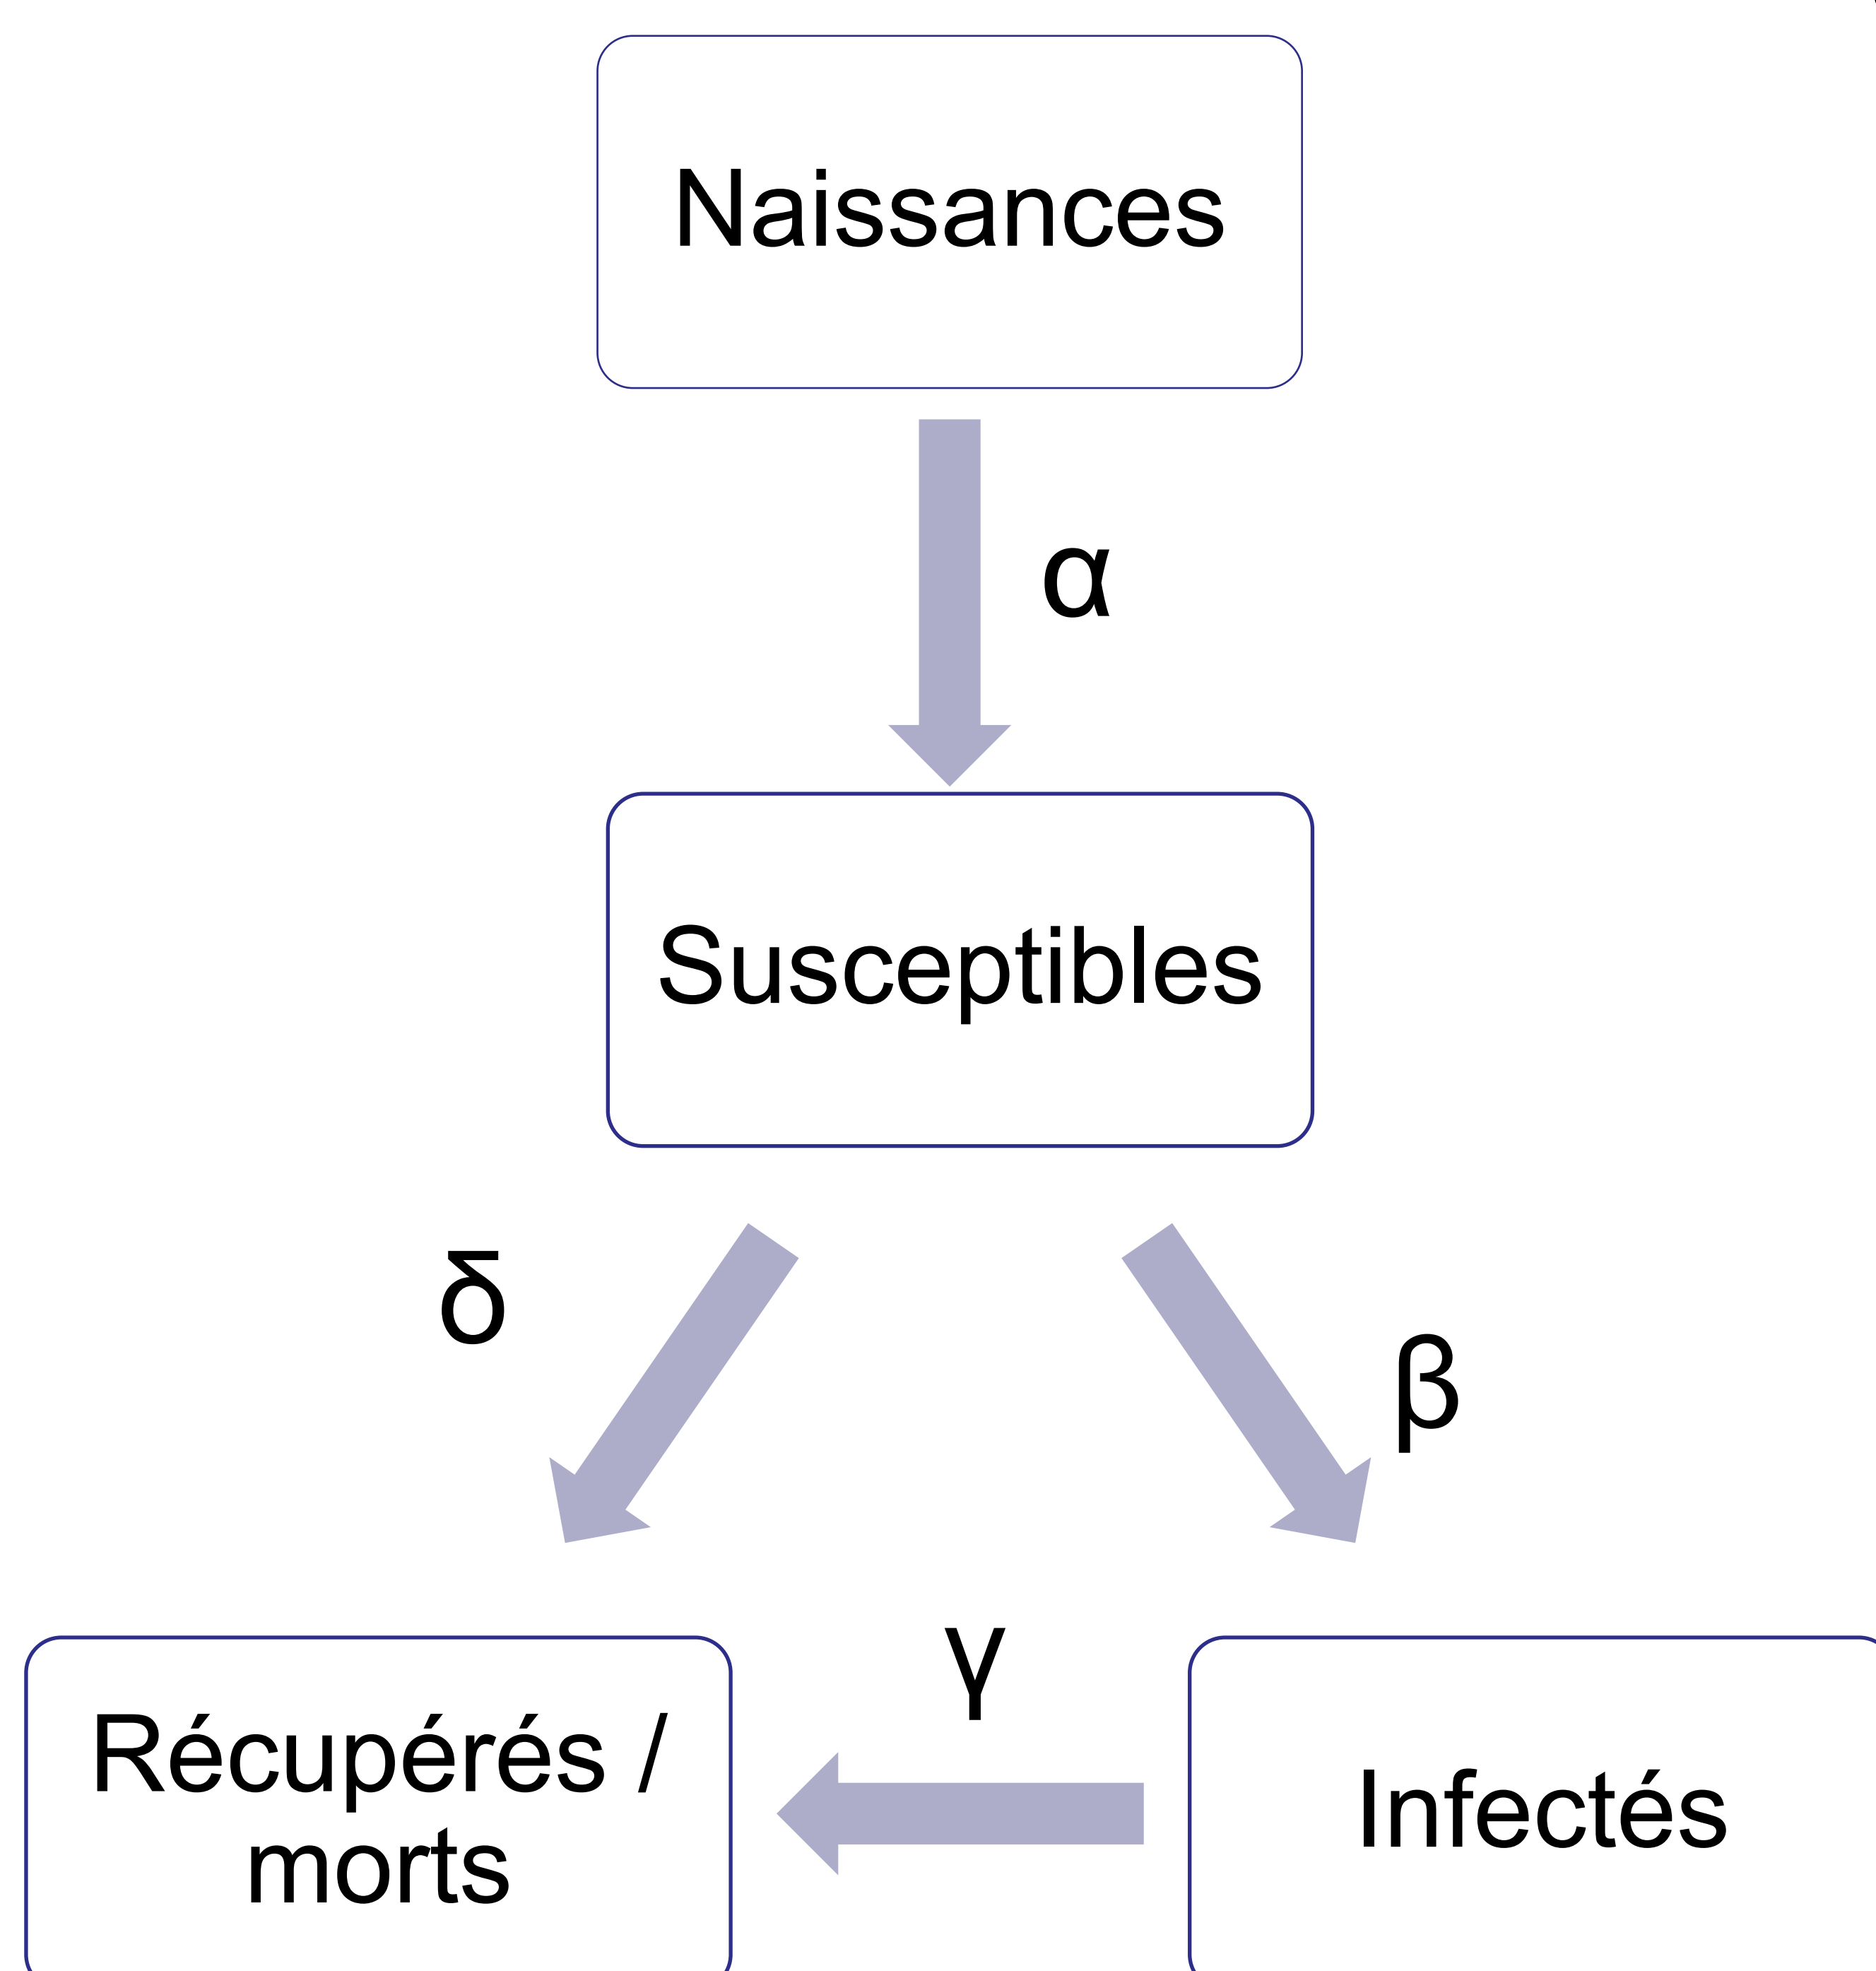 Naissances
α
Susceptibles
δ
β
γ
Récupérés /
morts
Infectés